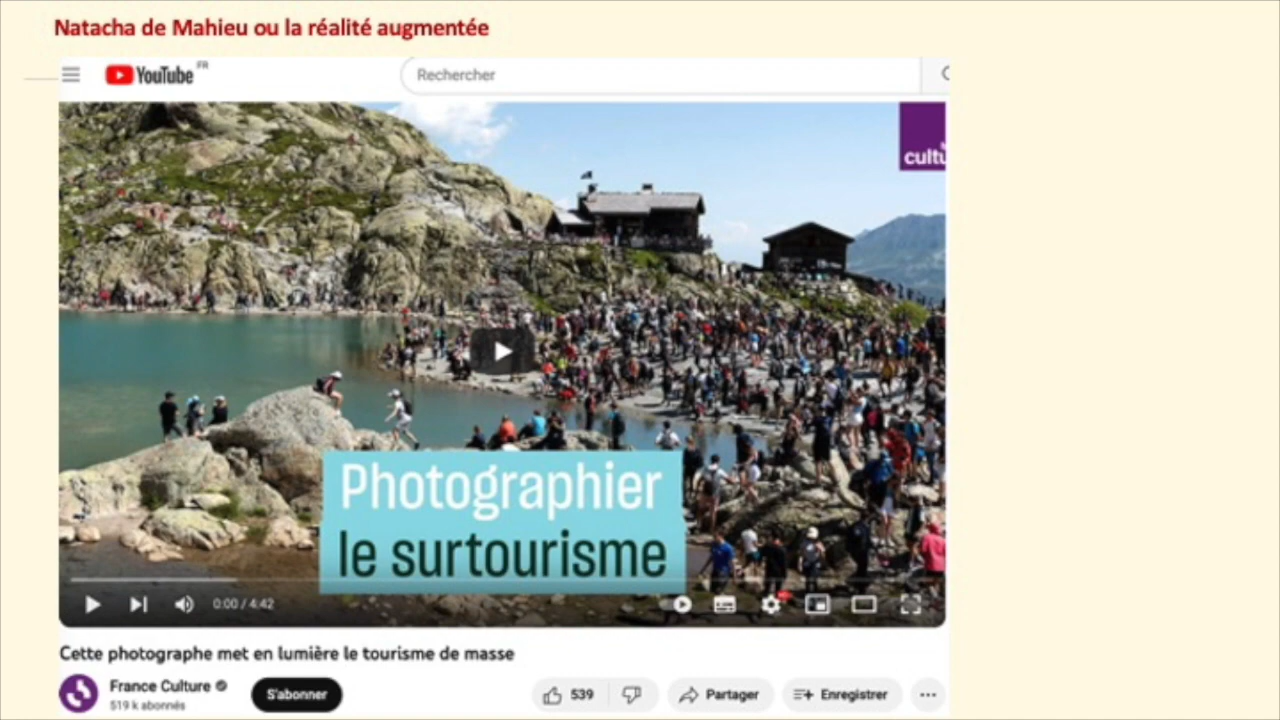 Natacha de Mahieu ou la réalité augmentée
YouTube FR
Rechercher
Photographier
le surtourisme
0:00 / 4:42
Cette photographe met en lumière le tourisme de masse
France Culture
519 k abonnés
S'abonner
539
Partager
Enregistrer